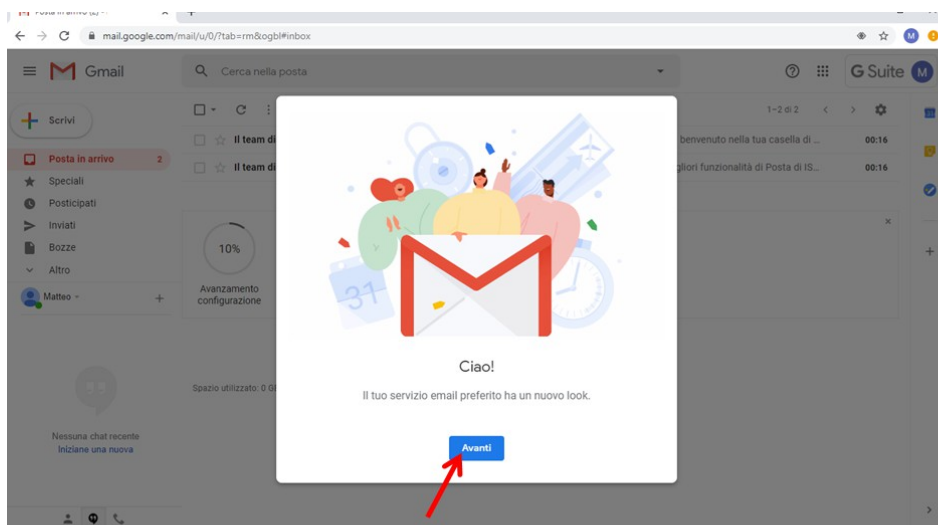 Posta in arrivo (2) -
mail.google.com/mail/u/0/?tab=rm&ogbl#inbox
M
Gmail
Cerca nella posta
G Suite
M
Scrivi
1–2 di 2
Il team di
benvenuto nella tua casella di ...
00:16
Posta in arrivo 2
Il team di
gliori funzionalità di Posta di IS...
00:16
Speciali
Posticipati
Inviati
Bozze
Altro
10%
Avanzamento
configurazione
Matteo
31
Ciao!
Il tuo servizio email preferito ha un nuovo look.
Spazio utilizzato: 0 G
Nessuna chat recente
Iniziane una nuova
Avanti